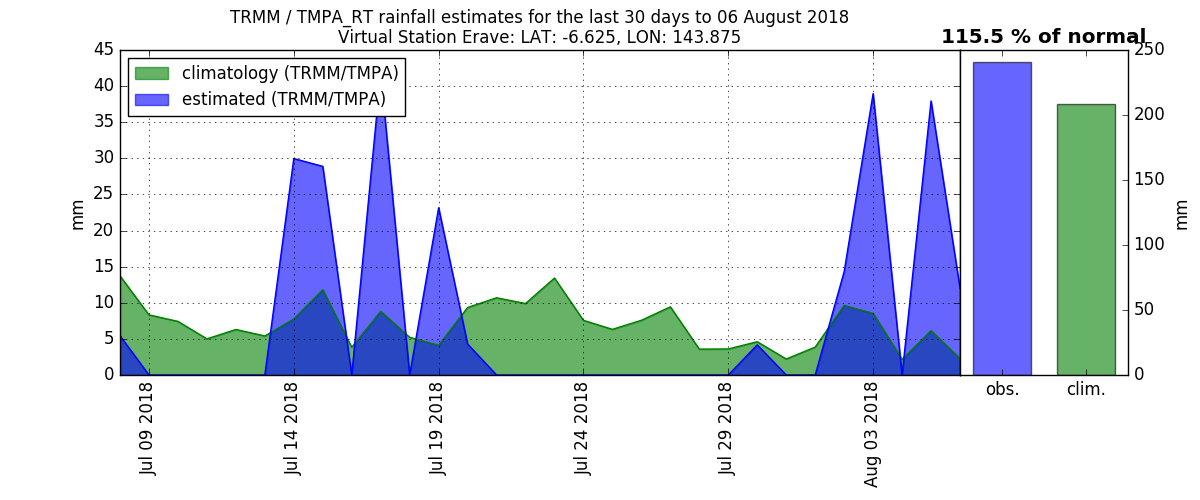 TRMM / TMPA_RT rainfall estimates for the last 30 days to 06 August 2018
Virtual Station Erave: LAT: -6.625, LON: 143.875
115.5 % of normal
climatology (TRMM/TMPA)
estimated (TRMM/TMPA)
45
40
35
30
25
20
15
10
5
0
mm
Jul 09 2018
Jul 14 2018
Jul 19 2018
Jul 24 2018
Jul 29 2018
Aug 03 2018
250
200
150
100
50
0
mm
obs.
clim.